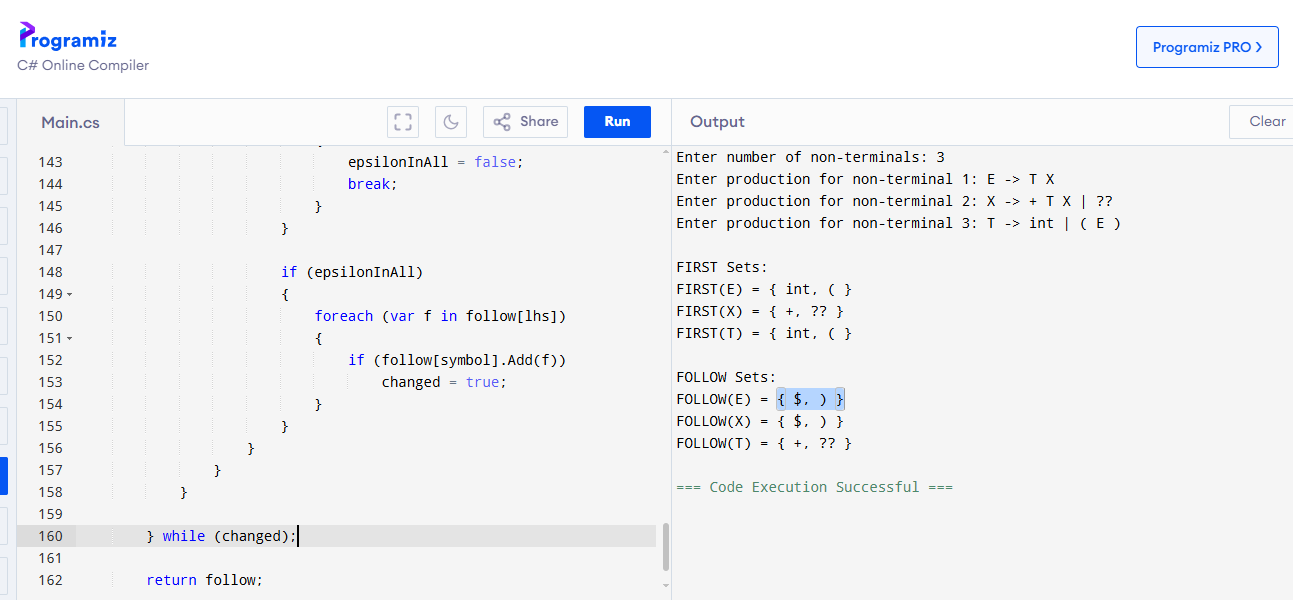 Programiz
C# Online Compiler
Programiz PRO >
Main.cs
Share
Run
143 epsilonInAll = false;
144 break;
145 }
146 }
147
148 if (epsilonInAll)
149 {
150 foreach (var f in follow[lhs])
151 {
152 if (follow[symbol].Add(f))
153 changed = true;
154 }
155 }
156 }
157 }
158 }
159
160 } while (changed);
161
162 return follow;
Output
Clear
Enter number of non-terminals: 3
Enter production for non-terminal 1: E -> T X
Enter production for non-terminal 2: X -> + T X | ??
Enter production for non-terminal 3: T -> int | ( E )
FIRST Sets:
FIRST(E) = { int, ( }
FIRST(X) = { +, ?? }
FIRST(T) = { int, ( }
FOLLOW Sets:
FOLLOW(E) = { $, ) }
FOLLOW(X) = { $, ) }
FOLLOW(T) = { +, ?? }
=== Code Execution Successful ===